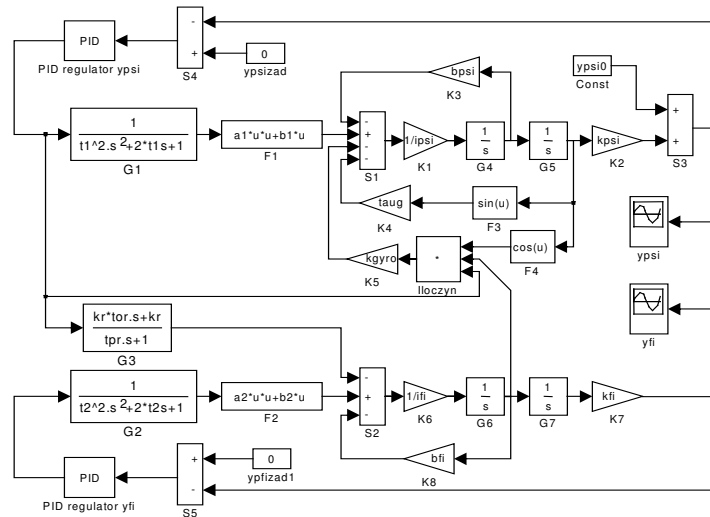 PID
PID regulator ypsi
-
+
S4
0
ypsizad
bpsi
K3
ypsi0
Const
1
t1^2.s²+2*t1s+1
G1
a1*u*u+b1*u
F1
-
+
-
-
S1
1/ipsi
K1
1
s
G4
1
s
G5
kpsi
K2
+
+
S3
taug
K4
sin(u)
F3
kgyro
K5
*
Iloczyn
cos(u)
F4
ypsi
kr*tor.s+kr
tpr.s+1
G3
yfi
1
t2^2.s²+2*t2s+1
G2
a2*u*u+b2*u
F2
-
+
-
S2
1/ifi
K6
1
s
G6
1
s
G7
kfi
K7
bfi
K8
PID
PID regulator yfi
+
-
S5
0
ypfizad1